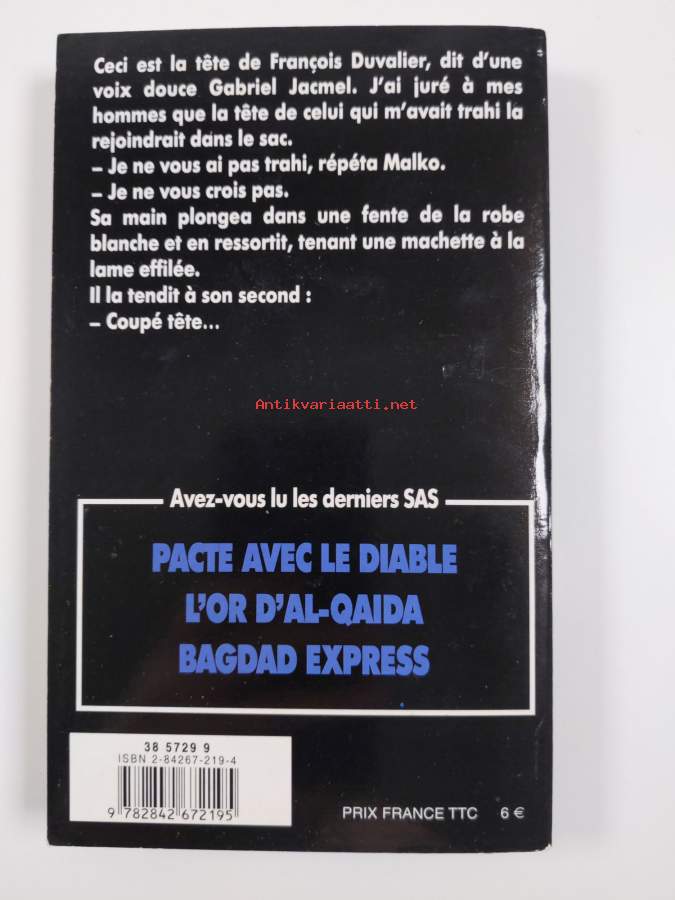 Ceci est la tête de François Duvalier, dit d'une
voix douce Gabriel Jacmel. J'ai juré à mes
hommes que la tête de celui qui m'avait trahi la
rejoindrait dans le sac.
– Je ne vous ai pas trahi, répéta Malko.
– Je ne vous crois pas.
Sa main plongea dans une fente de la robe
blanche et en ressortit, tenant une machette à la
lame effilée.
Il la tendit à son second :
– Coupé tête...
Antikvariaatti.net
Avez-vous lu les derniers SAS
PACTE AVEC LE DIABLE
L'OR D'AL-QAIDA
BAGDAD EXPRESS
38 5729 9
ISBN 2-84267-219-4
9 782842 672195
PRIX FRANCE TTC 6 €